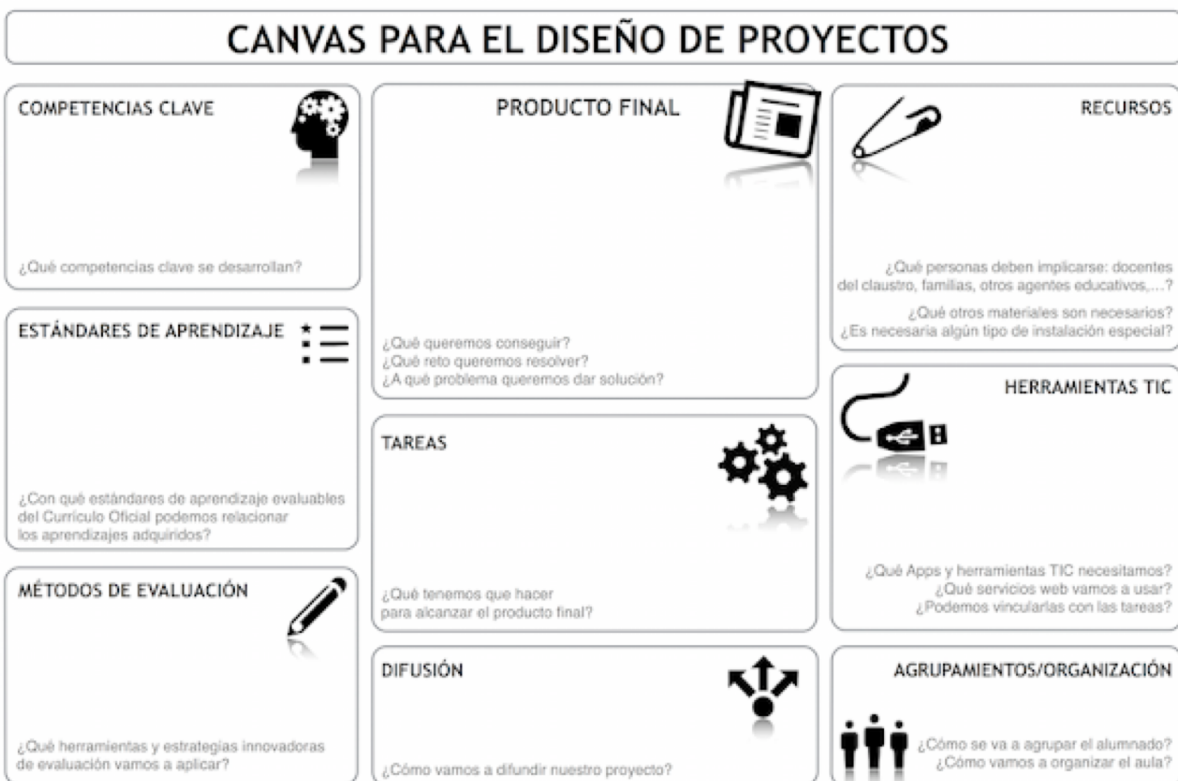 CANVAS PARA EL DISEÑO DE PROYECTOS
COMPETENCIAS CLAVE
¿Qué competencias clave se desarrollan?
ESTÁNDARES DE APRENDIZAJE
¿Con qué estándares de aprendizaje evaluables
del Currículo Oficial podemos relacionar
los aprendizajes adquiridos?
MÉTODOS DE EVALUACIÓN
¿Qué herramientas y estrategias innovadoras
de evaluación vamos a aplicar?
PRODUCTO FINAL
¿Qué queremos conseguir?
¿Qué reto queremos resolver?
¿A qué problema queremos dar solución?
TAREAS
¿Qué tenemos que hacer
para alcanzar el producto final?
DIFUSIÓN
¿Cómo vamos a difundir nuestro proyecto?
RECURSOS
¿Qué personas deben implicarse: docentes
del claustro, familias, otros agentes educativos,...?
¿Qué otros materiales son necesarios?
¿Es necesaria algún tipo de instalación especial?
HERRAMIENTAS TIC
¿Qué Apps y herramientas TIC necesitamos?
¿Qué servicios web vamos a usar?
¿Podemos vincularlas con las tareas?
AGRUPAMIENTOS/ORGANIZACIÓN
¿Cómo se va a agrupar el alumnado?
¿Cómo vamos a organizar el aula?